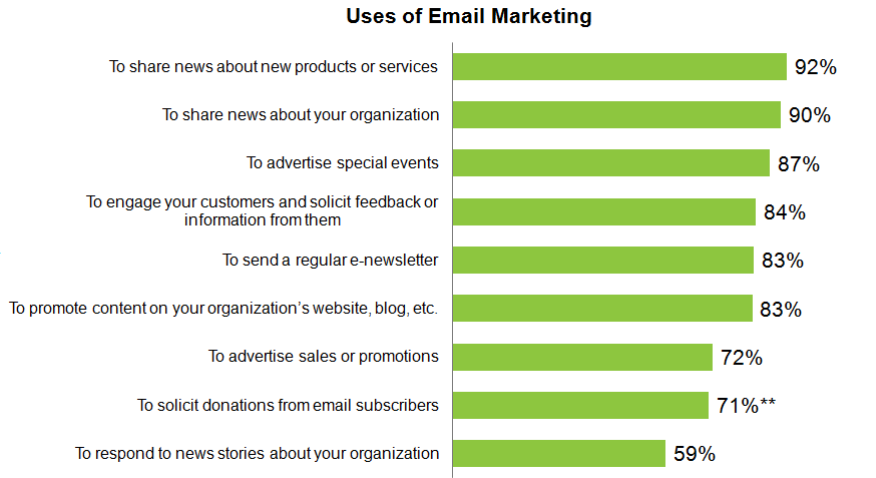 Uses of Email Marketing
To share news about new products or services 92%
To share news about your organization 90%
To advertise special events 87%
To engage your customers and solicit feedback or
information from them 84%
To send a regular e-newsletter 83%
To promote content on your organization’s website, blog, etc. 83%
To advertise sales or promotions 72%
To solicit donations from email subscribers 71%**
To respond to news stories about your organization 59%